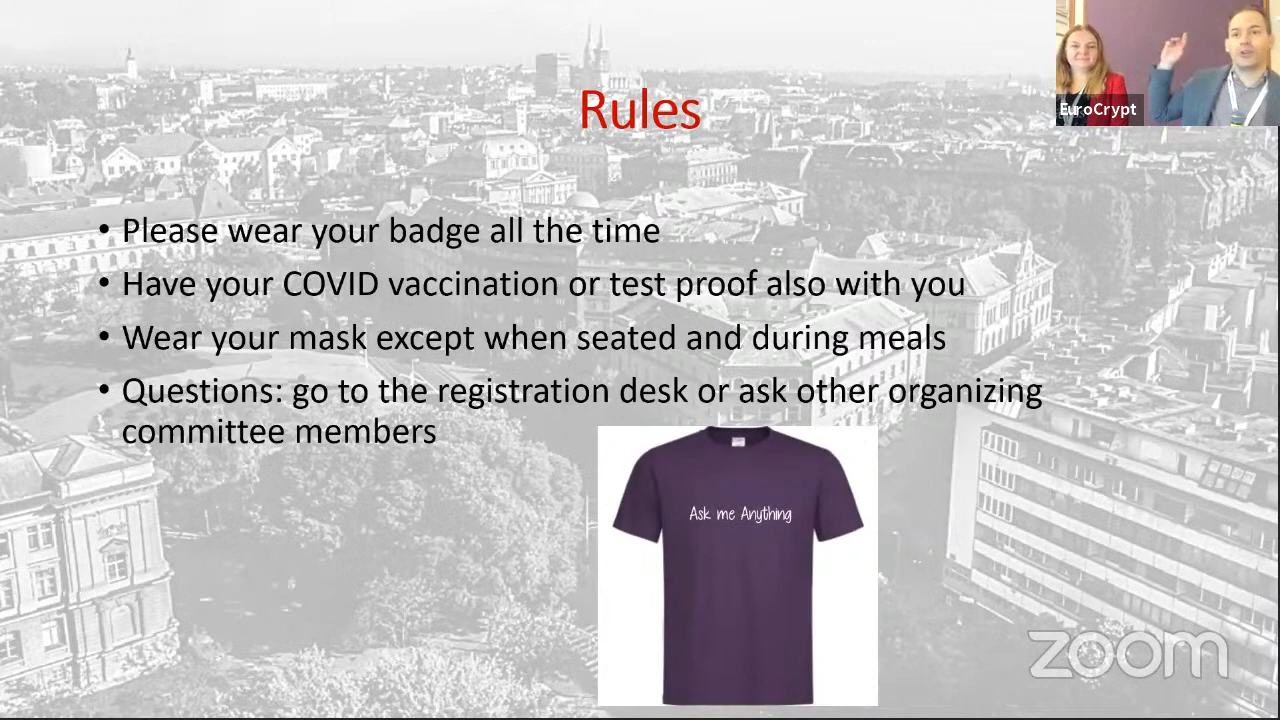 Rules
EuroCrypt
• Please wear your badge all the time
• Have your COVID vaccination or test proof also with you
• Wear your mask except when seated and during meals
• Questions: go to the registration desk or ask other organizing
committee members
Ask me Anything
zoom